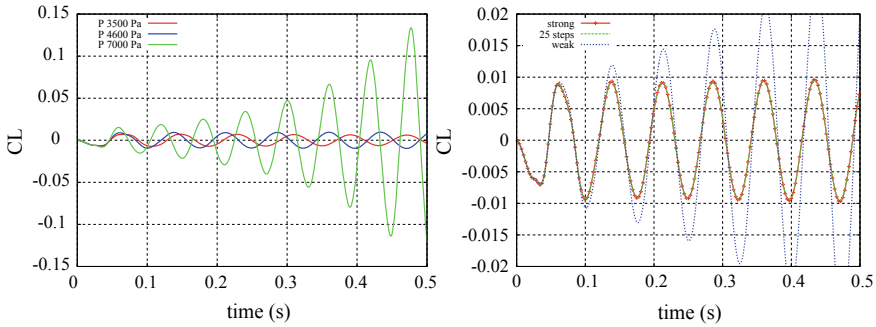 P 3500 Pa
P 4600 Pa
P 7000 Pa
0.15
0.1
0.05
0
-0.05
-0.1
-0.15
CL
0
0.1
0.2
0.3
0.4
0.5
time (s)
strong
25 steps
weak
0.02
0.015
0.01
0.005
0
-0.005
-0.01
-0.015
-0.02
CL
0
0.1
0.2
0.3
0.4
0.5
time (s)